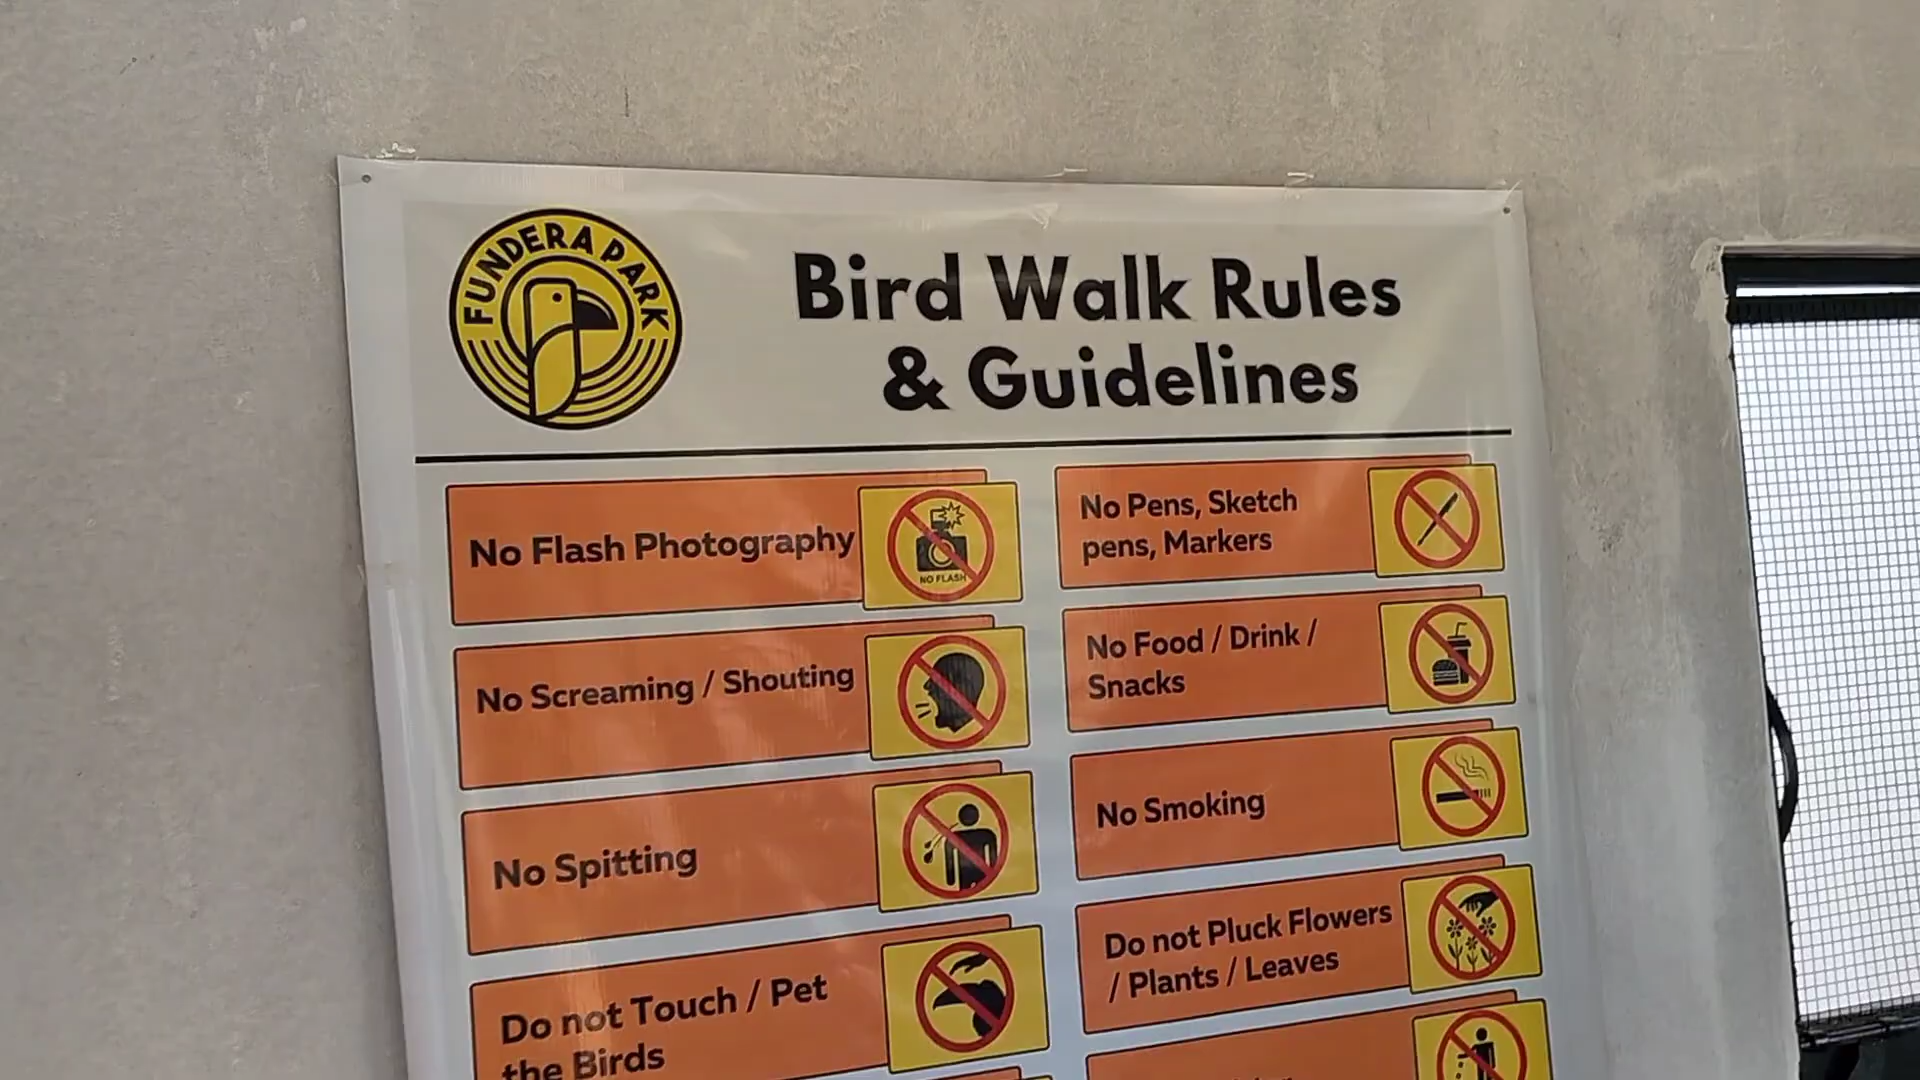 FUNDERA PARK
Bird Walk Rules
& Guidelines
No Flash Photography
NO FLASH
No Screaming / Shouting
No Spitting
Do not Touch / Pet
the Birds
No Pens, Sketch
pens, Markers
No Food / Drink /
Snacks
No Smoking
Do not Pluck Flowers
/ Plants / Leaves